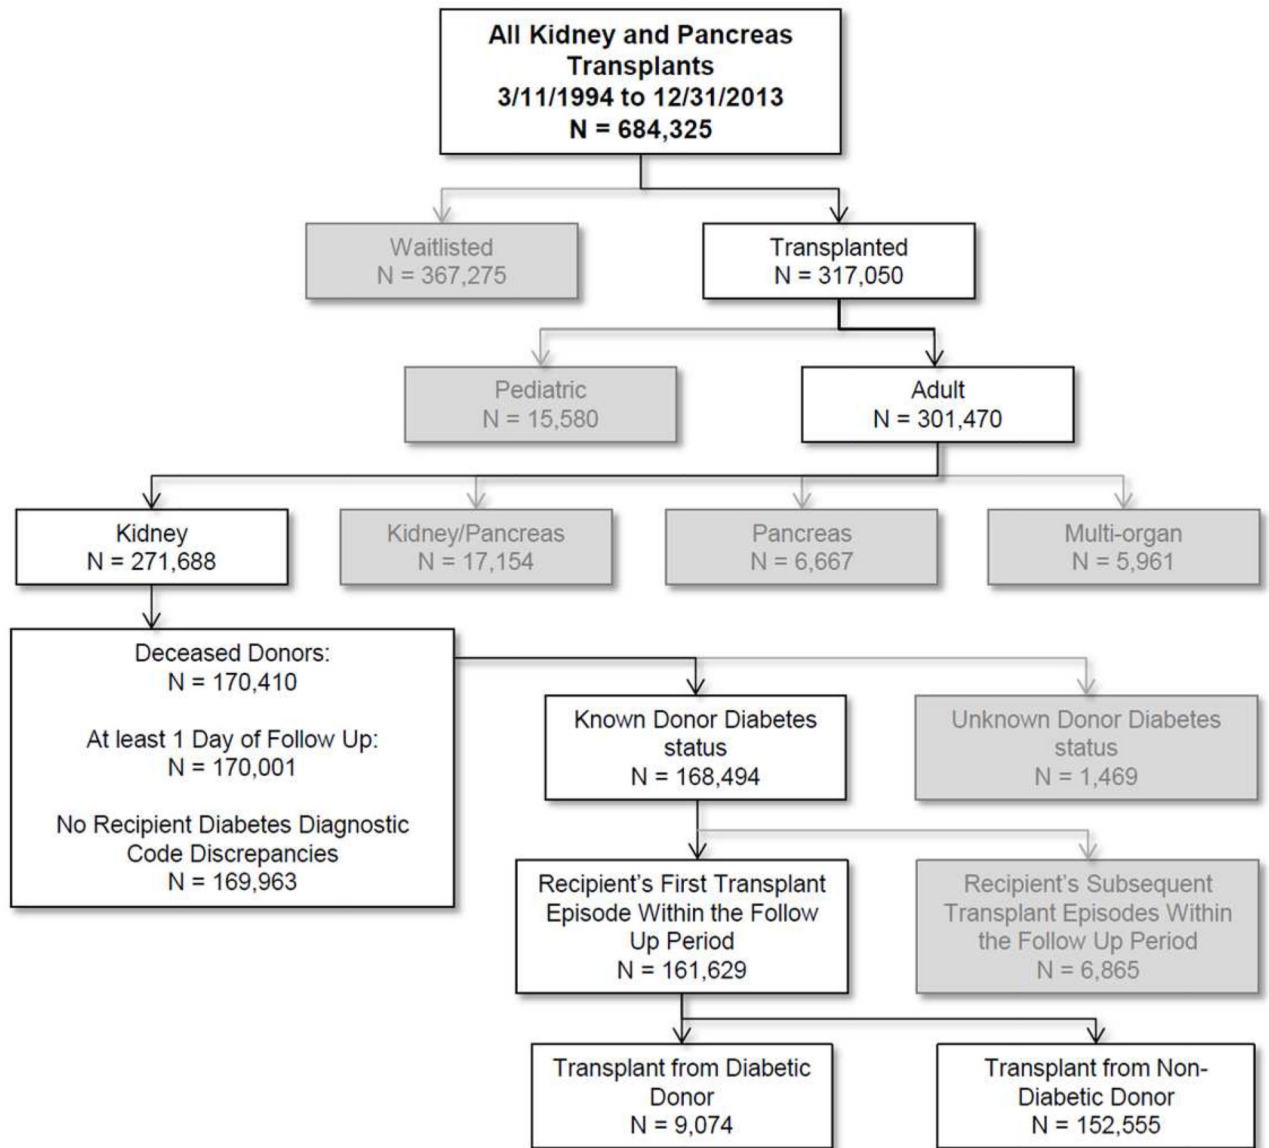 All Kidney and Pancreas
Transplants
3/11/1994 to 12/31/2013
N = 684,325
Waitlisted
N = 367,275
Transplanted
N = 317,050
Pediatric
N = 15,580
Adult
N = 301,470
Kidney
N = 271,688
Kidney/Pancreas
N = 17,154
Pancreas
N = 6,667
Multi-organ
N = 5,961
Deceased Donors:
N = 170,410
At least 1 Day of Follow Up:
N = 170,001
No Recipient Diabetes Diagnostic
Code Discrepancies
N = 169,963
Known Donor Diabetes
status
N = 168,494
Unknown Donor Diabetes
status
N = 1,469
Recipient's First Transplant
Episode Within the Follow
Up Period
N = 161,629
Recipient's Subsequent
Transplant Episodes Within
the Follow Up Period
N = 6,865
Transplant from Diabetic
Donor
N = 9,074
Transplant from Non-
Diabetic Donor
N = 152,555